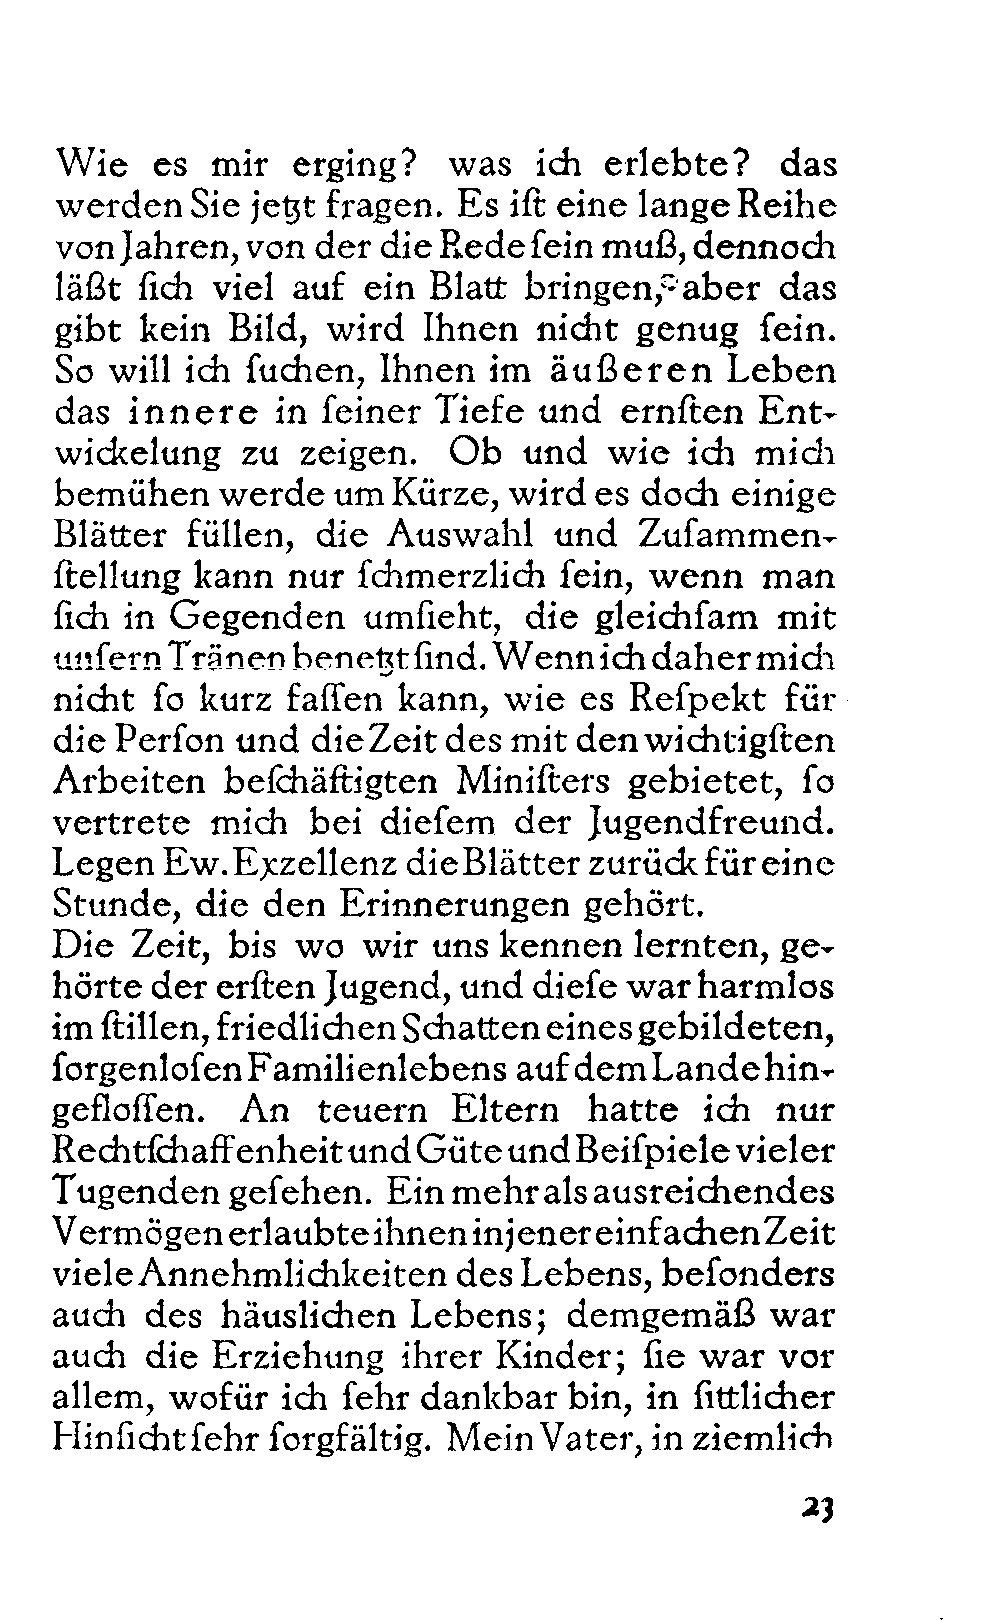 Wie es mir erging? was ich erlebte? das
werden Sie jetzt fragen. Es iſt eine lange Reihe
von Jahren, von der die Rede ſein muß, dennoch
läßt ſich viel auf ein Blatt bringen, aber das
gibt kein Bild, wird Ihnen nicht genug ſein.
So will ich ſuchen, Ihnen im äußeren Leben
das innere in ſeiner Tiefe und ernſten Ent-
wickelung zu zeigen. Ob und wie ich mich
bemühen werde um Kürze, wird es doch einige
Blätter füllen, die Auswahl und Zuſammen-
ſtellung kann nur ſchmerzlich ſein, wenn man
ſich in Gegenden umſieht, die gleichſam mit
unſern Tränen benetzt ſind. Wenn ich daher mich
nicht ſo kurz faſſen kann, wie es Reſpekt für
die Perſon und die Zeit des mit den wichtigſten
Arbeiten beſchäftigten Miniſters gebietet, ſo
vertrete mich bei dieſem der Jugendfreund.
Legen Ew. Exzellenz die Blätter zurück für eine
Stunde, die den Erinnerungen gehört.
Die Zeit, bis wo wir uns kennen lernten, ge-
hörte der erſten Jugend, und dieſe war harmlos
im ſtillen, friedlichen Schatten eines gebildeten,
ſorgenloſen Familienlebens auf dem Lande hin-
gefloſſen. An teuern Eltern hatte ich nur
Rechtſchaffenheit und Güte und Beiſpiele vieler
Tugenden geſehen. Ein mehr als ausreichendes
Vermögen erlaubte ihnen in jener einfachen Zeit
viele Annehmlichkeiten des Lebens, beſonders
auch des häuslichen Lebens; demgemäß war
auch die Erziehung ihrer Kinder; ſie war vor
allem, wofür ich ſehr dankbar bin, in ſittlicher
Hinſicht ſehr ſorgfältig. Mein Vater, in ziemlich
23